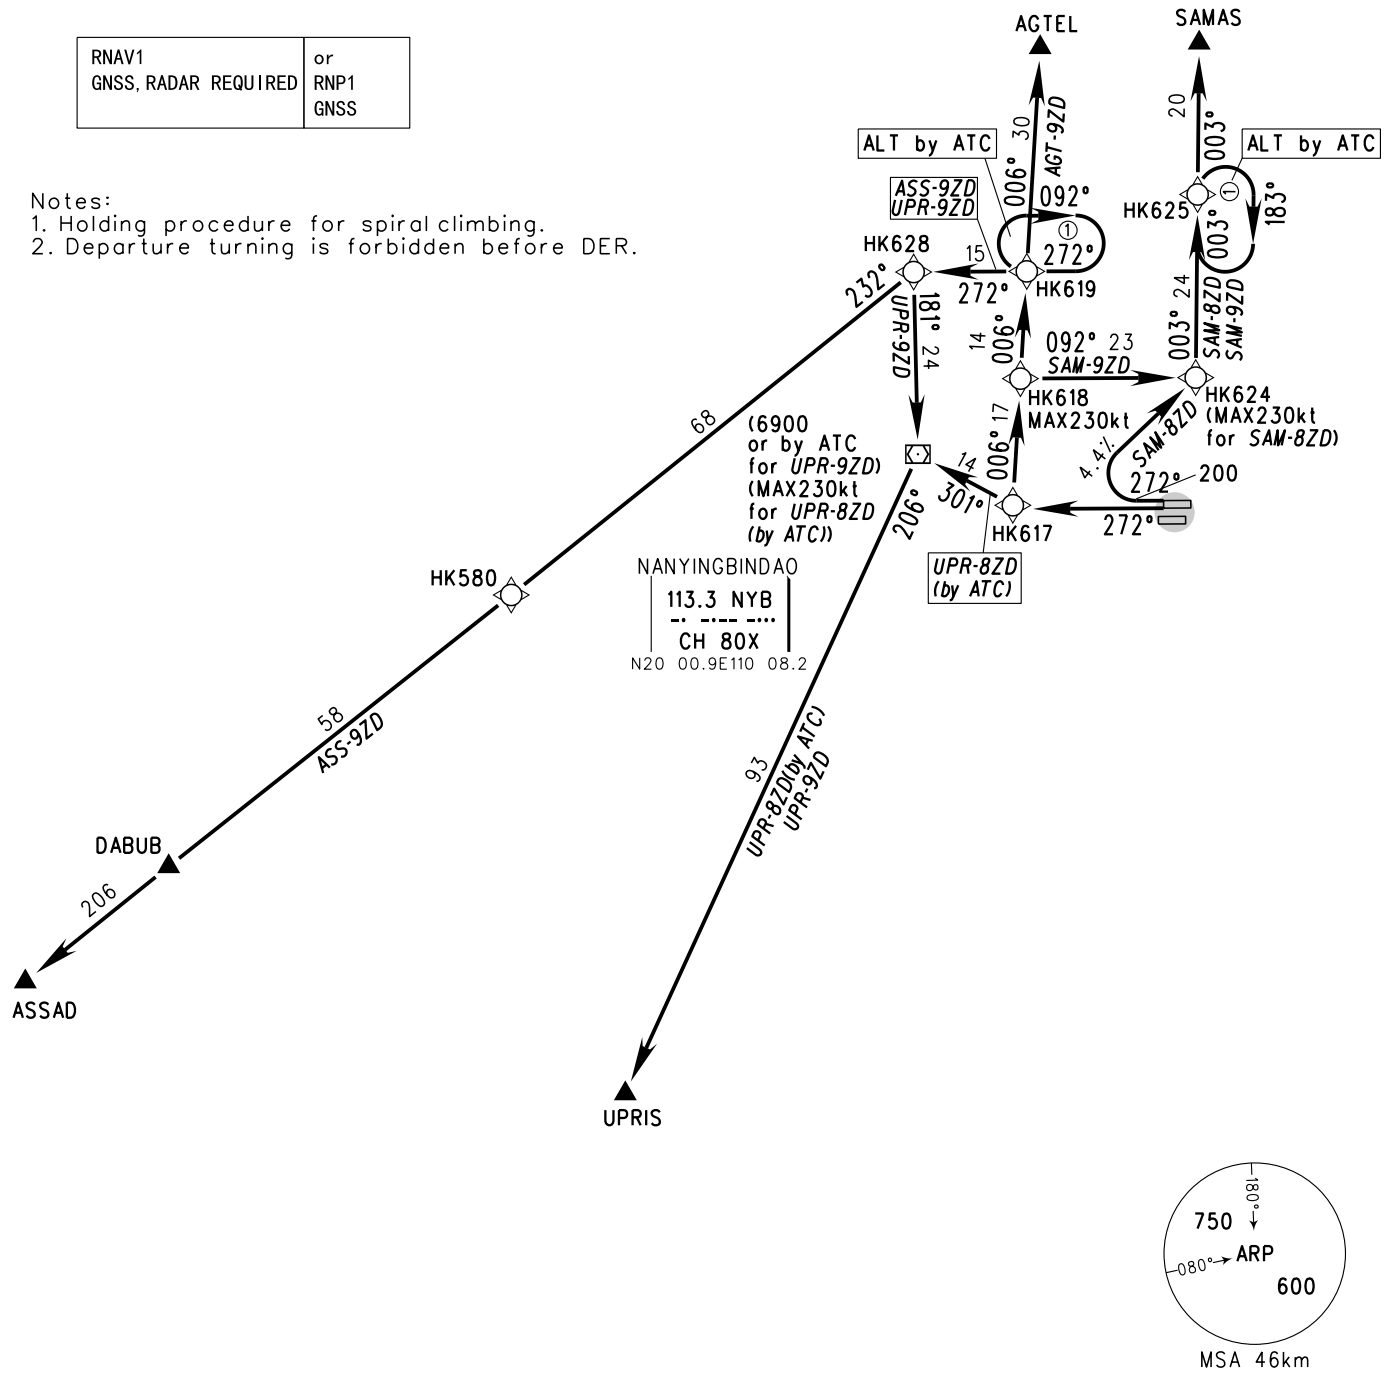 RNAV1
GNSS, RADAR REQUIRED
or
RNP1
GNSS
Notes:
1. Holding procedure for spiral climbing.
2. Departure turning is forbidden before DER.
AGTEL
SAMAS
30
AGT-9ZD
006°
20
003°
ALT by ATC
ALT by ATC
ASS-9ZD
UPR-9ZD
092°
1
272°
HK619
HK625
1
183°
003°
HK628
15
272°
232°
181°
24
UPR-9ZD
14
006°
092° 23
SAM-9ZD
003°
24
SAM-8ZD
SAM-9ZD
HK618
MAX230kt
HK624
(MAX230kt
for SAM-8ZD)
68
(6900
or by ATC
for UPR-9ZD)
(MAX230kt
for UPR-8ZD
(by ATC))
006° 17
4.4%
SAM-8ZD
272°
200
272°
14
301°
HK617
206°
UPR-8ZD
(by ATC)
NANYINGBINDAO
113.3 NYB
-· -·-- -···
CH 80X
N20 00.9E110 08.2
HK580
58
ASS-9ZD
93
UPR-8ZD(by ATC)
UPR-9ZD
DABUB
206
ASSAD
UPRIS
180°
750
080°
ARP
600
MSA 46km